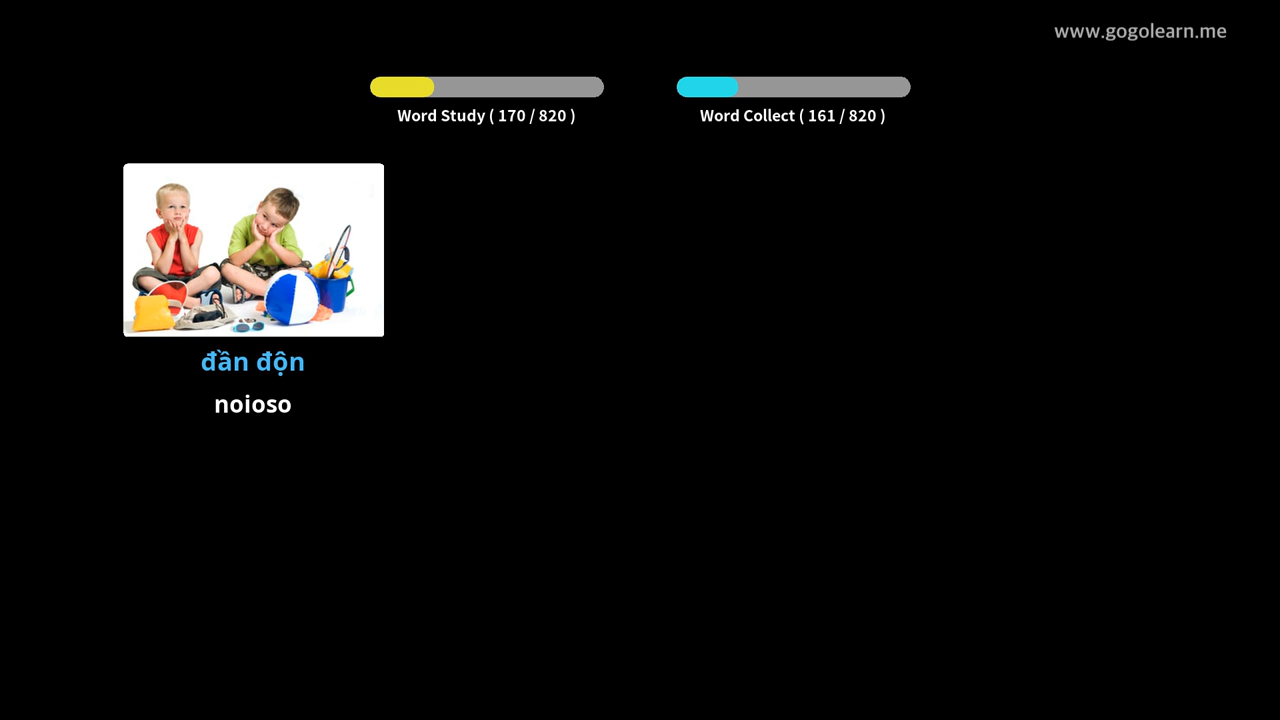 www.gogolearn.me
Word Study ( 170 / 820 )
Word Collect ( 161 / 820 )
đần độn
noioso